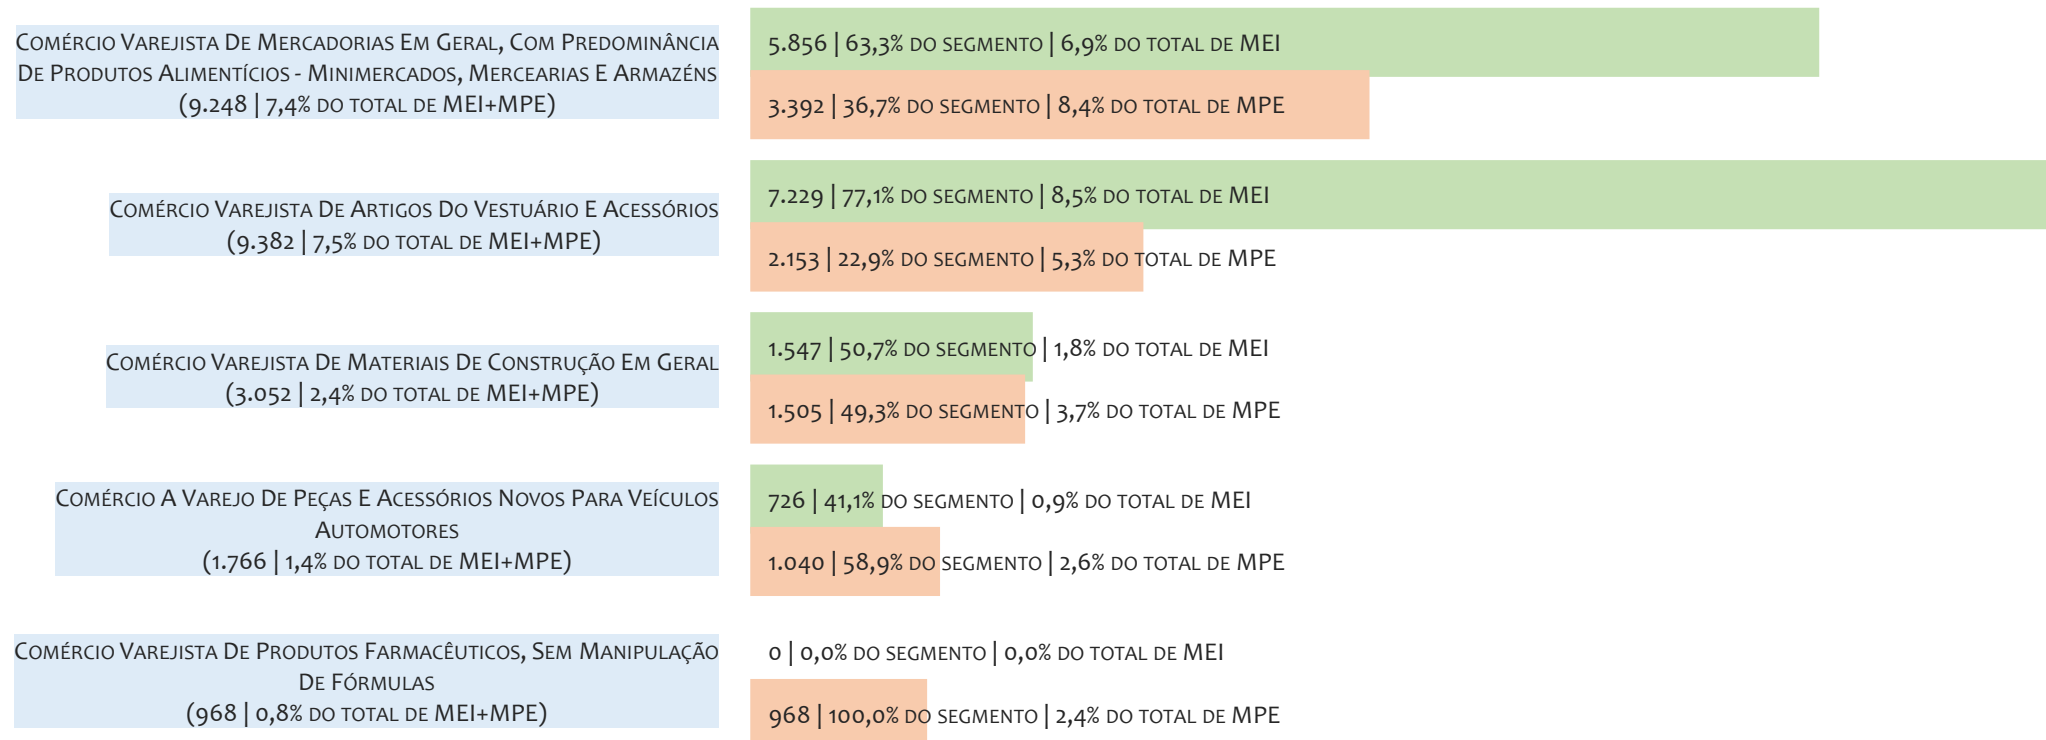 Comércio Varejista De Mercadorias Em Geral, Com Predominância
De Produtos Alimentícios - Minimercados, Mercearias E Armazéns
(9.248 | 7,4% do total de MEI+MPE)
5.856 | 63,3% do segmento | 6,9% do total de MEI
3.392 | 36,7% do segmento | 8,4% do total de MPE
Comércio Varejista De Artigos Do Vestuário E Acessórios
(9.382 | 7,5% do total de MEI+MPE)
7.229 | 77,1% do segmento | 8,5% do total de MEI
2.153 | 22,9% do segmento | 5,3% do total de MPE
Comércio Varejista De Materiais De Construção Em Geral
(3.052 | 2,4% do total de MEI+MPE)
1.547 | 50,7% do segmento | 1,8% do total de MEI
1.505 | 49,3% do segmento | 3,7% do total de MPE
Comércio A Varejo De Peças E Acessórios Novos Para Veículos
Automotores
(1.766 | 1,4% do total de MEI+MPE)
726 | 41,1% do segmento | 0,9% do total de MEI
1.040 | 58,9% do segmento | 2,6% do total de MPE
Comércio Varejista De Produtos Farmacêuticos, Sem Manipulação
De Fórmulas
(968 | 0,8% do total de MEI+MPE)
0 | 0,0% do segmento | 0,0% do total de MEI
968 | 100,0% do segmento | 2,4% do total de MPE